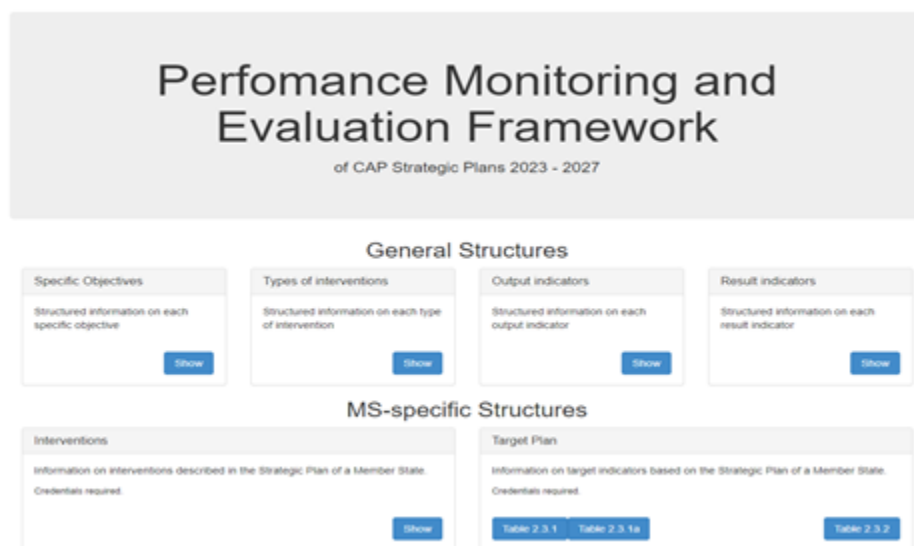 Perfomance Monitoring and
Evaluation Framework
of CAP Strategic Plans 2023 - 2027
General Structures
Specific Objectives
Structured information on each
specific objective
Show
Types of interventions
Structured information on each type
of intervention
Show
Output indicators
Structured information on each
output indicator
Show
Result indicators
Structured information on each
result indicator
Show
MS-specific Structures
Interventions
Information on interventions described in the Strategic Plan of a Member State.
Credentials required.
Show
Target Plan
Information on target indicators based on the Strategic Plan of a Member State.
Credentials required.
Table 2.3.1 Table 2.3.1a Table 2.3.2